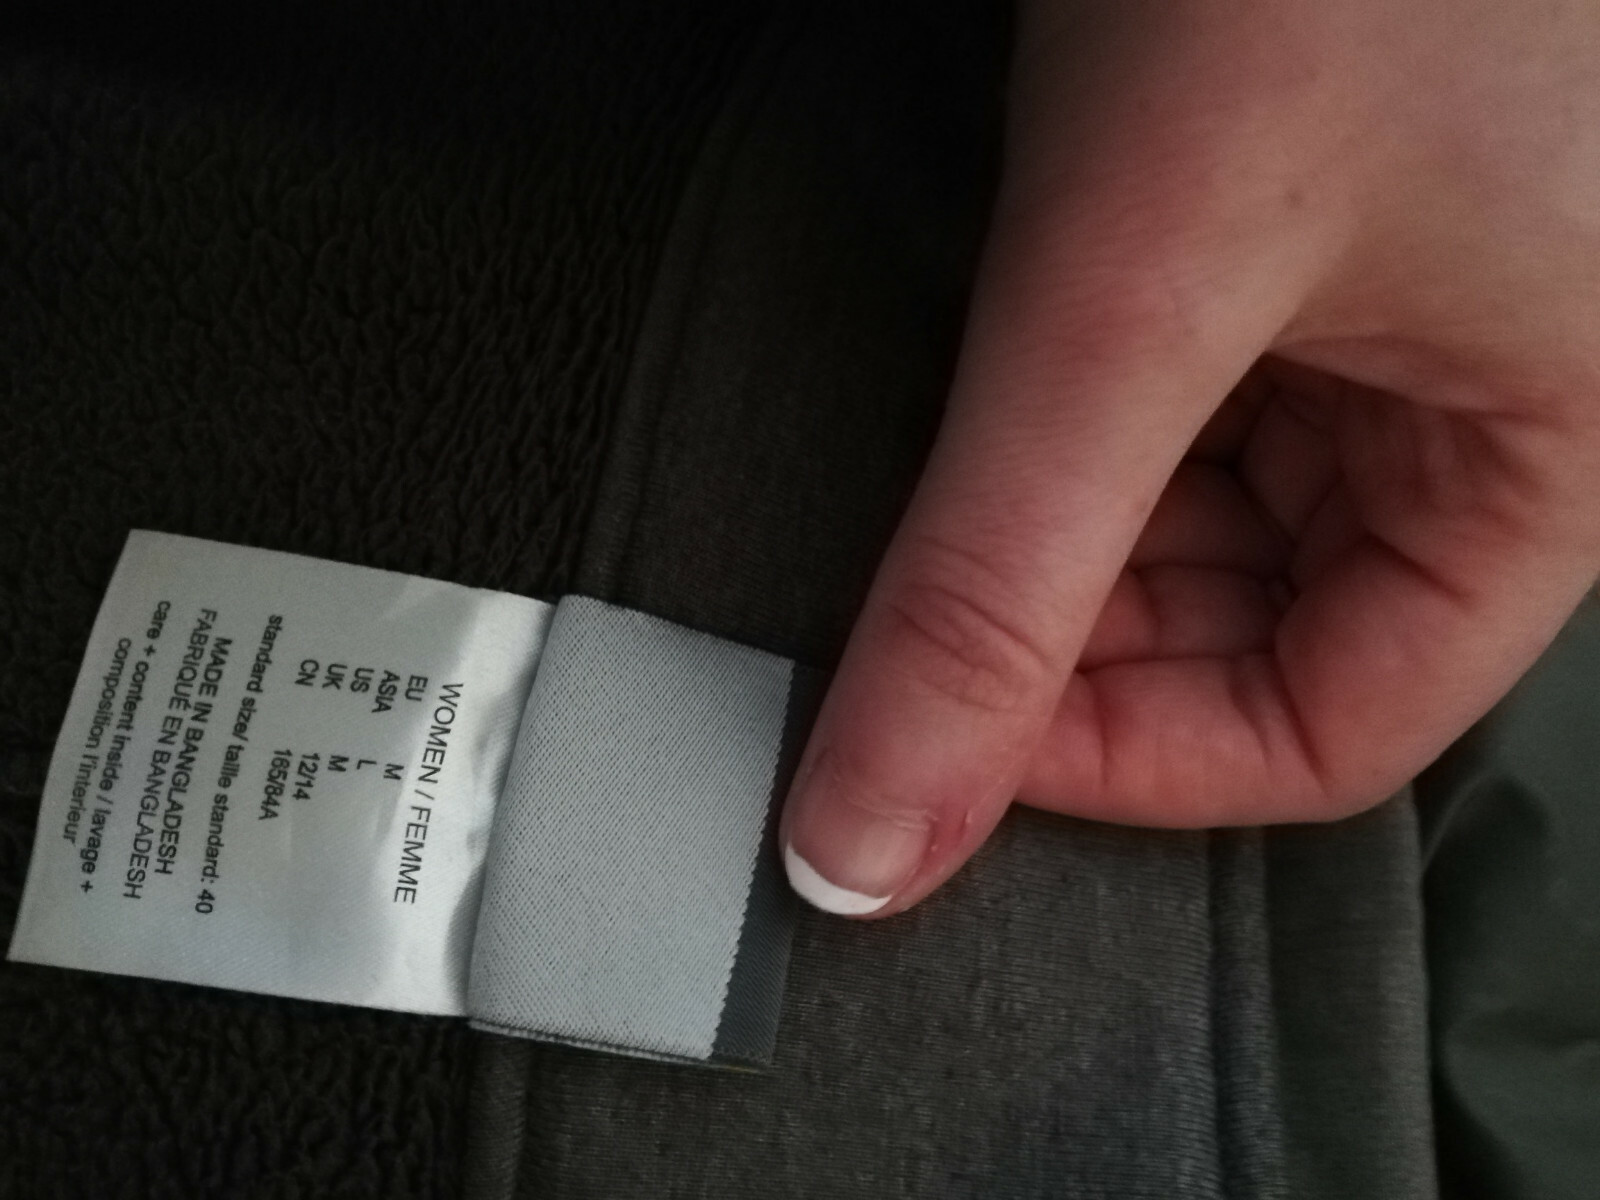 WOMEN / FEMME
EU M
ASIA L
US M
UK 12/14
CN 165/84A
standard size/ taille standard: 40
MADE IN BANGLADESH
FABRIQUÉ EN BANGLADESH
care + content inside / lavage +
composition l'interieur